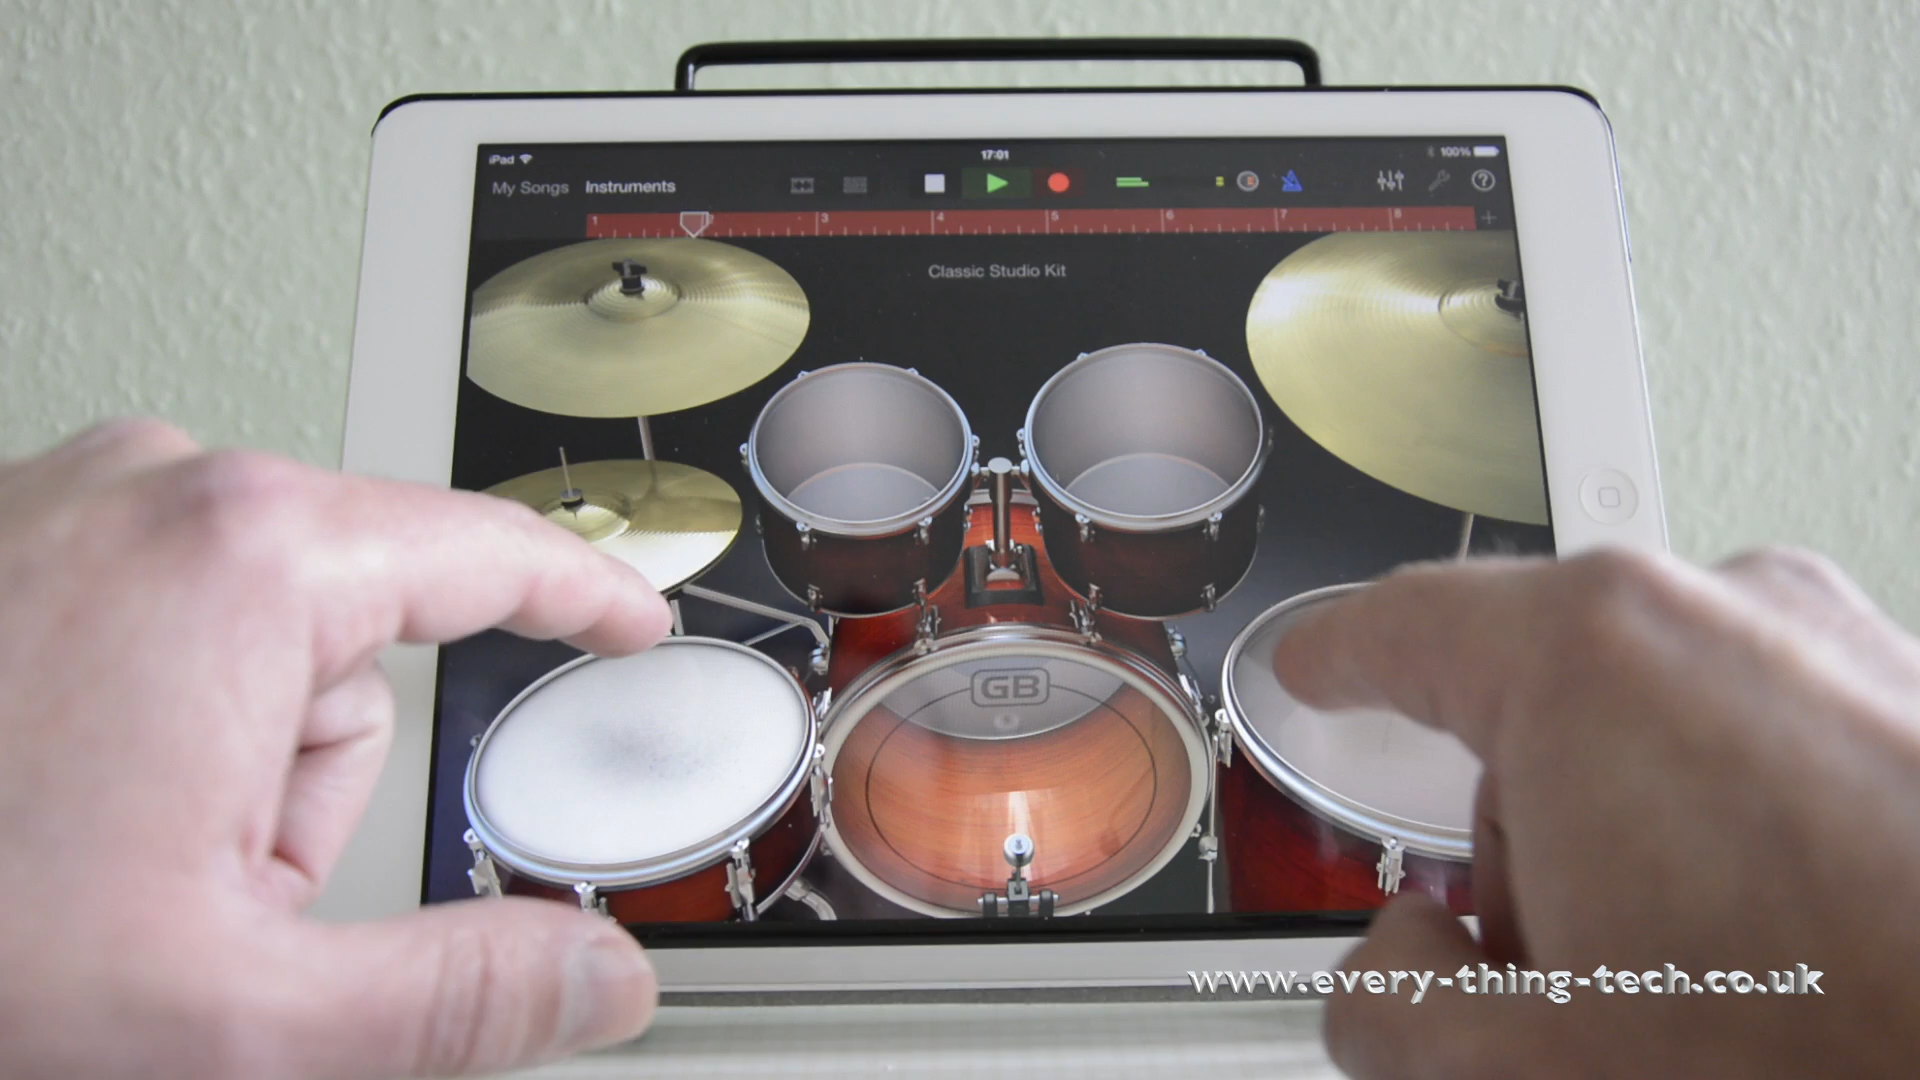 iPad 17:01 100%
My Songs Instruments
1 2 3 4 5 6 7 8 +
Classic Studio Kit
GB
www.every-thing-tech.co.uk